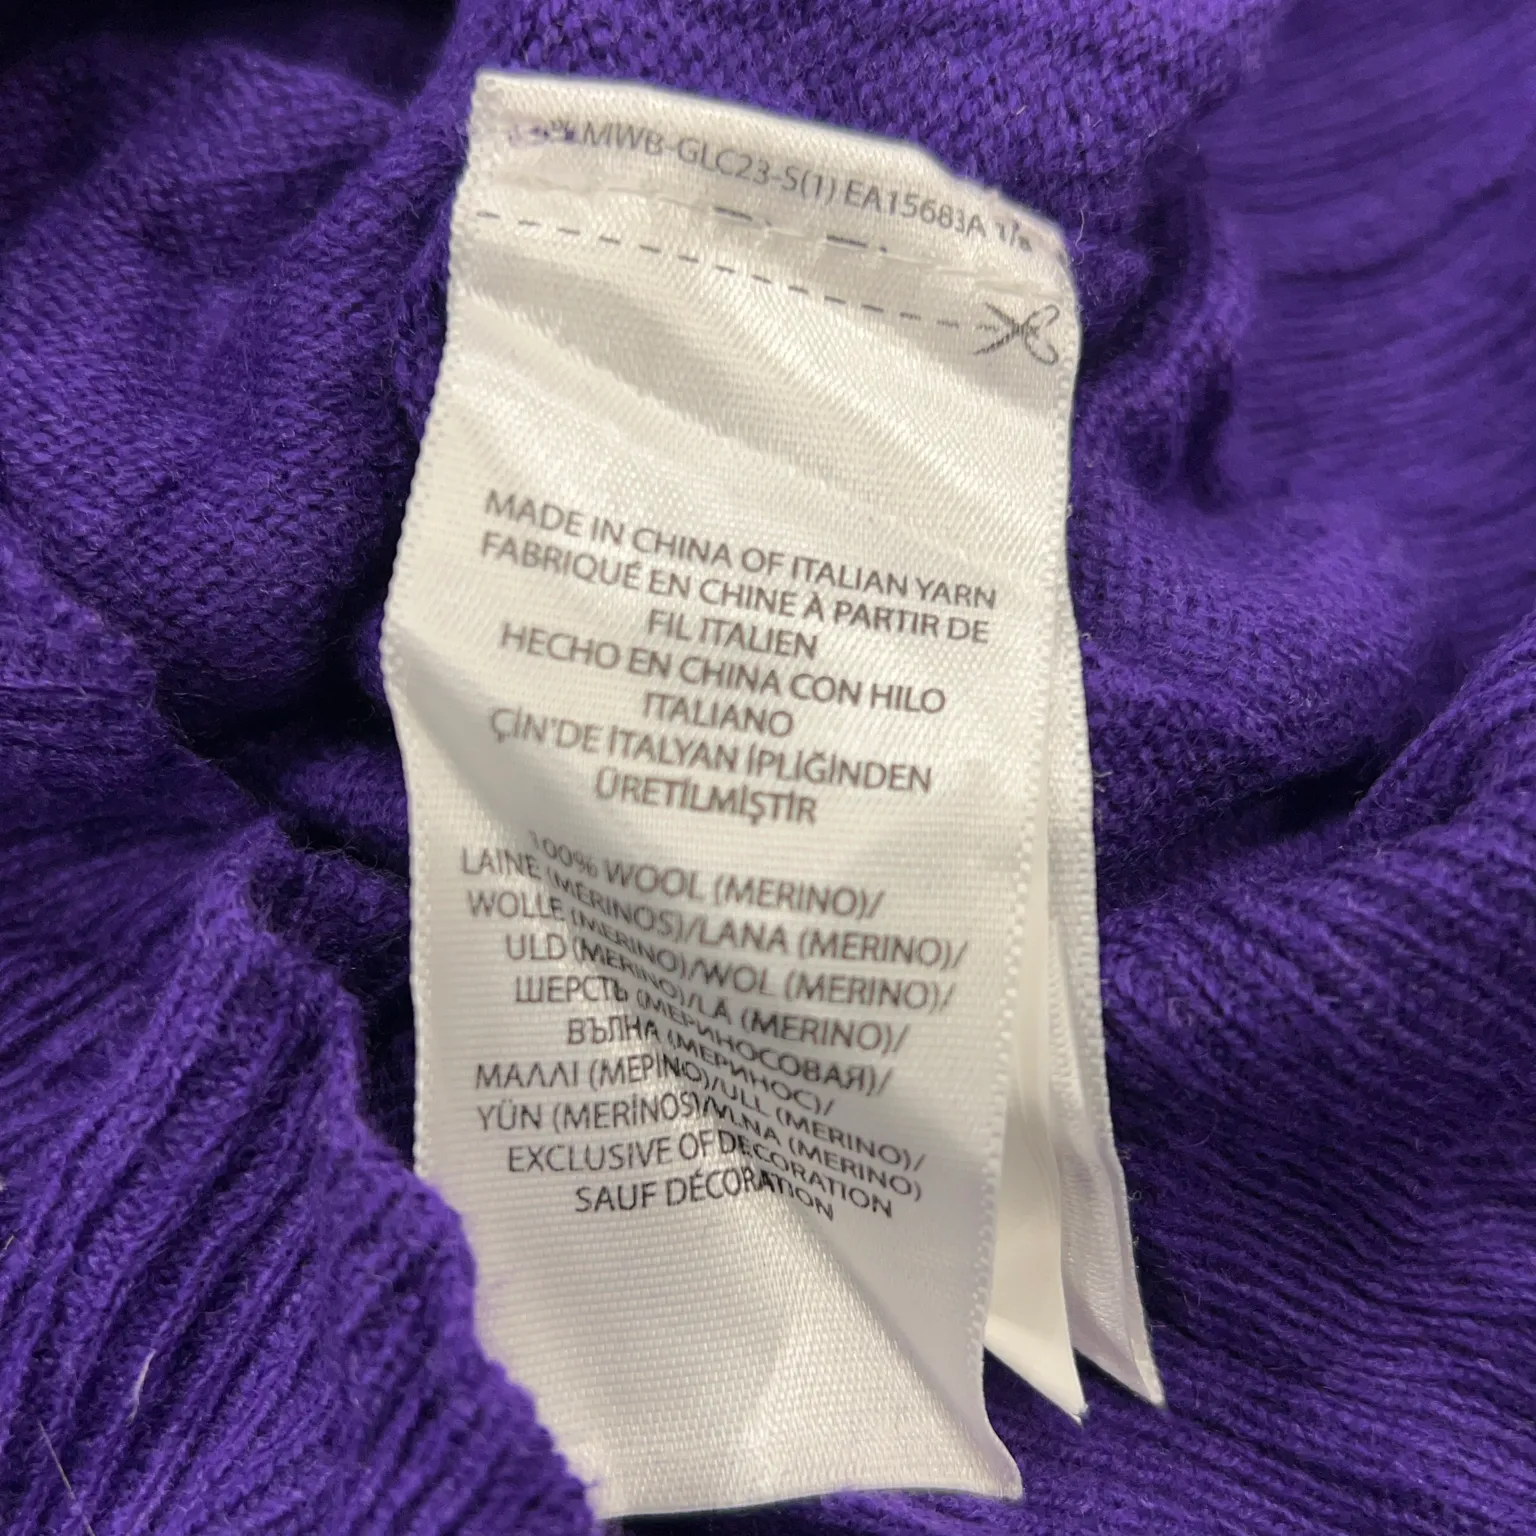 MWB-GLC23-S(1) EA15683A 1/8
MADE IN CHINA OF ITALIAN YARN
FABRIQUÉ EN CHINE À PARTIR DE
FIL ITALIEN
HECHO EN CHINA CON HILO
ITALIANO
ÇİN'DE İTALYAN İPLİĞİNDEN
ÜRETİLMİŞTİR
100% WOOL (MERINO)/
LAINE (MERINOS)/LANA (MERINO)/
WOLLE (MERINO)/WOL (MERINO)/
ULD (MERINO)/LÃ (MERINO)/
ШЕРСТЬ (МЕРИНОСОВАЯ)/
ВЪЛНА (МЕРИНОС)/
ΜΑΛΛΙ (ΜΕΡΙΝΟ)/ULL (MERINO)/
YÜN (MERİNOS)/VLNA (MERINO)
EXCLUSIVE OF DECORATION
SAUF DÉCORATION